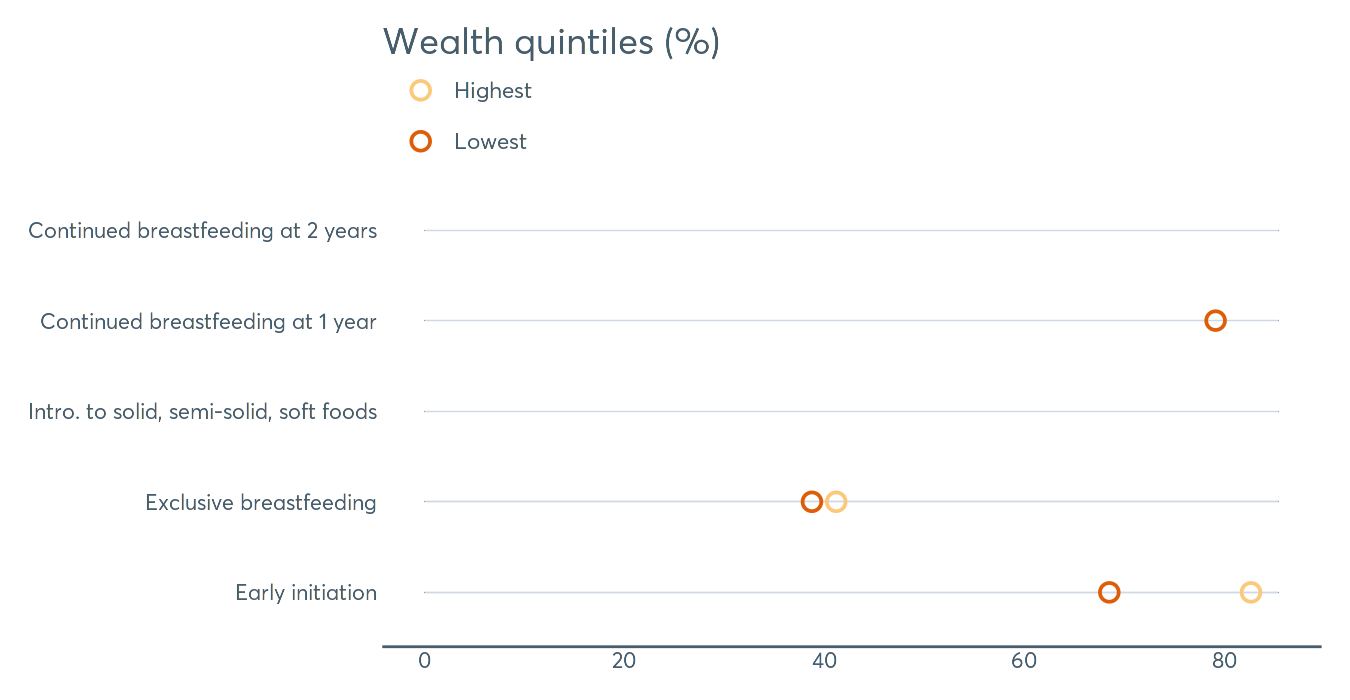 Wealth quintiles (%)
Highest
Lowest
Continued breastfeeding at 2 years
Continued breastfeeding at 1 year
Intro. to solid, semi-solid, soft foods
Exclusive breastfeeding
Early initiation
0 20 40 60 80